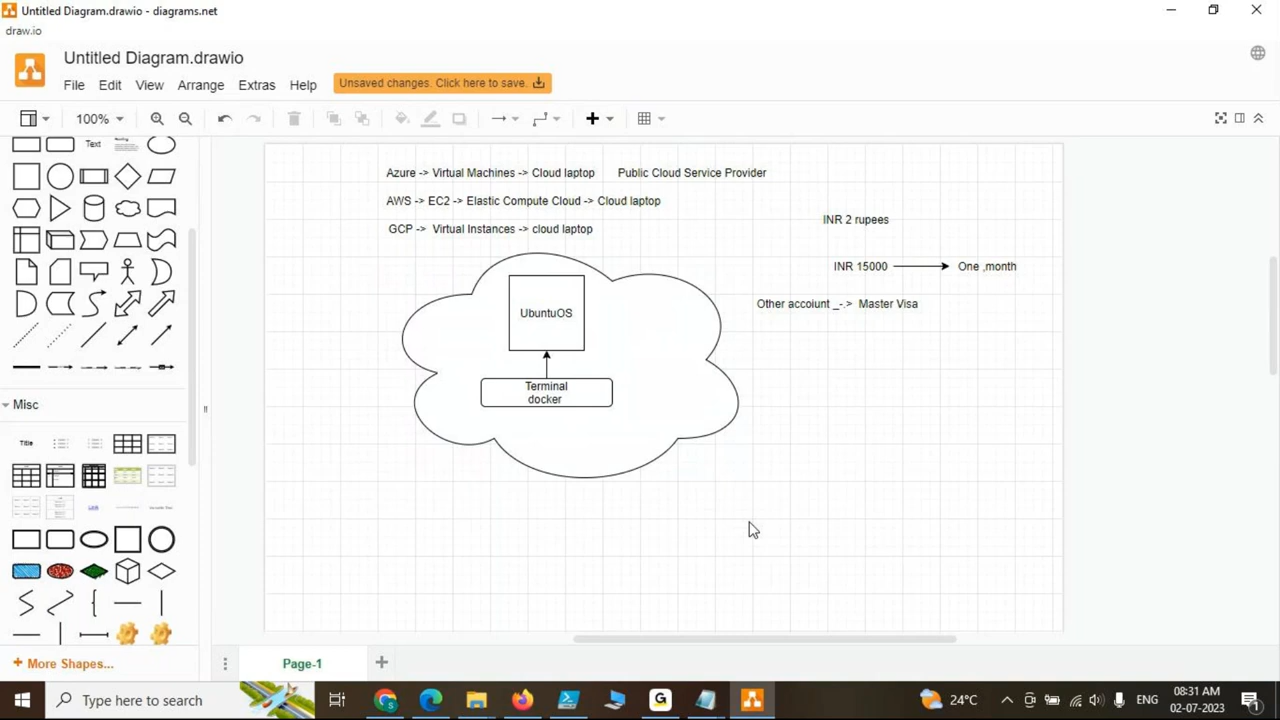 Untitled Diagram.drawio - diagrams.net
draw.io
Untitled Diagram.drawio
File Edit View Arrange Extras Help Unsaved changes. Click here to save.
100%
Text
Azure -> Virtual Machines -> Cloud laptop Public Cloud Service Provider
AWS -> EC2 -> Elastic Compute Cloud -> Cloud laptop
INR 2 rupees
GCP -> Virtual Instances -> cloud laptop
INR 15000 One ,month
Other accoiunt _-.> Master Visa
UbuntuOS
Terminal
docker
Misc
Title
More Shapes...
Page-1
Type here to search
24°C
ENG
08:31 AM
02-07-2023
1